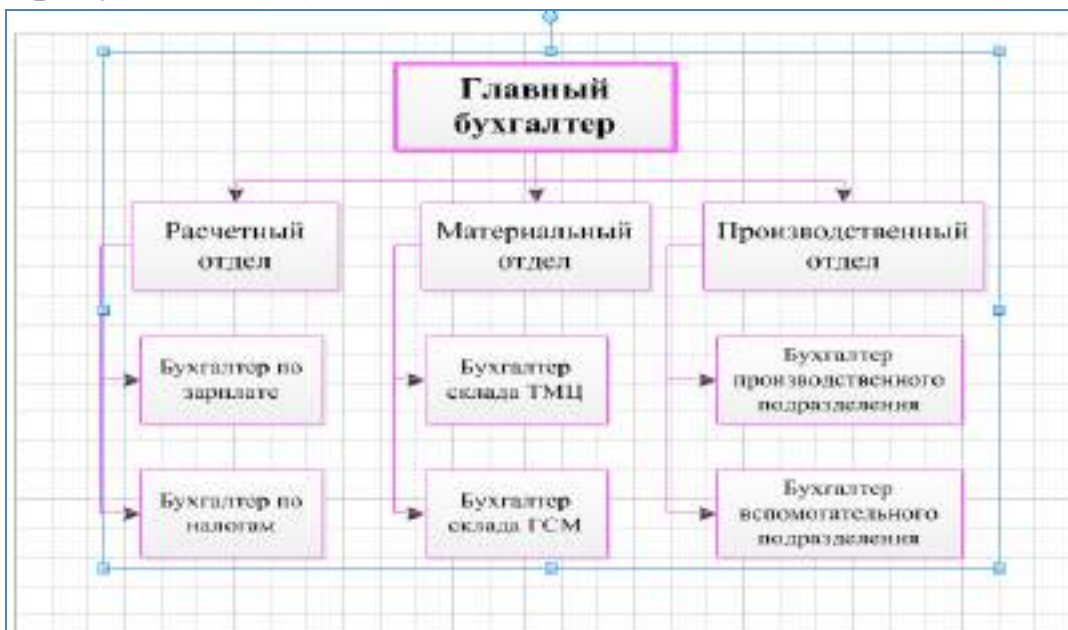 Главный
бухгалтер
Расчетный
отдел
Материальный
отдел
Производственный
отдел
Бухгалтер по
зарплате
Бухгалтер
склада ТМЦ
Бухгалтер
производственного
подразделения
Бухгалтер по
налогам
Бухгалтер
склада ГСМ
Бухгалтер
вспомогательного
подразделения